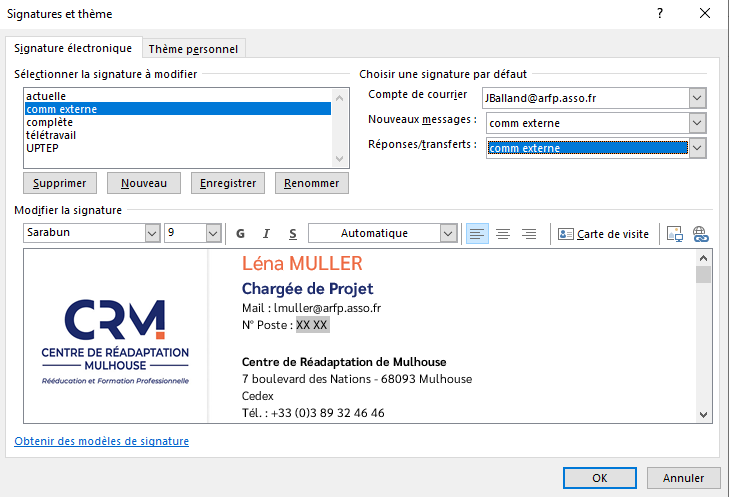 Signatures et thème
?
Signature électronique
Thème personnel
Sélectionner la signature à modifier
actuelle
comm externe
complète
télétravail
UPTEP
Supprimer
Nouveau
Enregistrer
Renommer
Choisir une signature par défaut
Compte de courrier
JBalland@arfp.asso.fr
Nouveaux messages :
comm externe
Réponses/transferts :
comm externe
Modifier la signature
Sarabun
9
G
I
S
Automatique
Carte de visite
CRM
CENTRE DE RÉADAPTATION
MULHOUSE
Rééducation et Formation Professionnelle
Léna MULLER
Chargée de Projet
Mail : lmuller@arfp.asso.fr
N° Poste : XX XX
Centre de Réadaptation de Mulhouse
7 boulevard des Nations - 68093 Mulhouse
Cedex
Tél. : +33 (0)3 89 32 46 46
Obtenir des modèles de signature
OK
Annuler